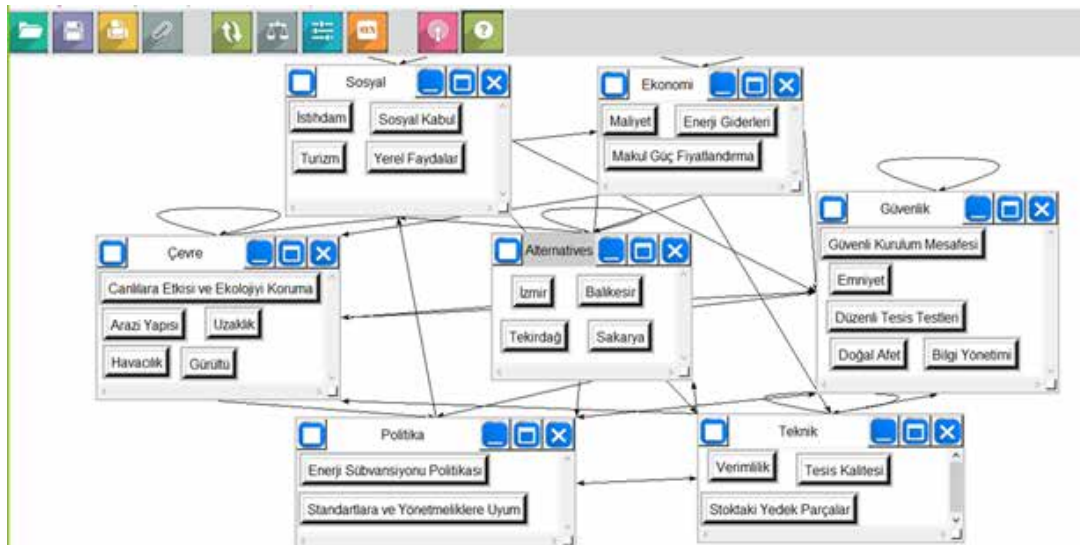 Sosyal
İstihdam
Sosyal Kabul
Turizm
Yerel Faydalar
Ekonomi
Maliyet
Enerji Giderleri
Makul Güç Fiyatlandırma
Çevre
Canlılara Etkisi ve Ekolojiyi Koruma
Arazi Yapısı
Uzaklık
Havacılık
Gürültü
Alternatives
İzmir
Balıkesir
Tekirdağ
Sakarya
Güvenlik
Güvenli Kurulum Mesafesi
Emniyet
Düzenli Tesis Testleri
Doğal Afet
Bilgi Yönetimi
Politika
Enerji Sübvansiyonu Politikası
Standartlara ve Yönetmeliklere Uyum
Teknik
Verimlilik
Tesis Kalitesi
Stoktaki Yedek Parçalar